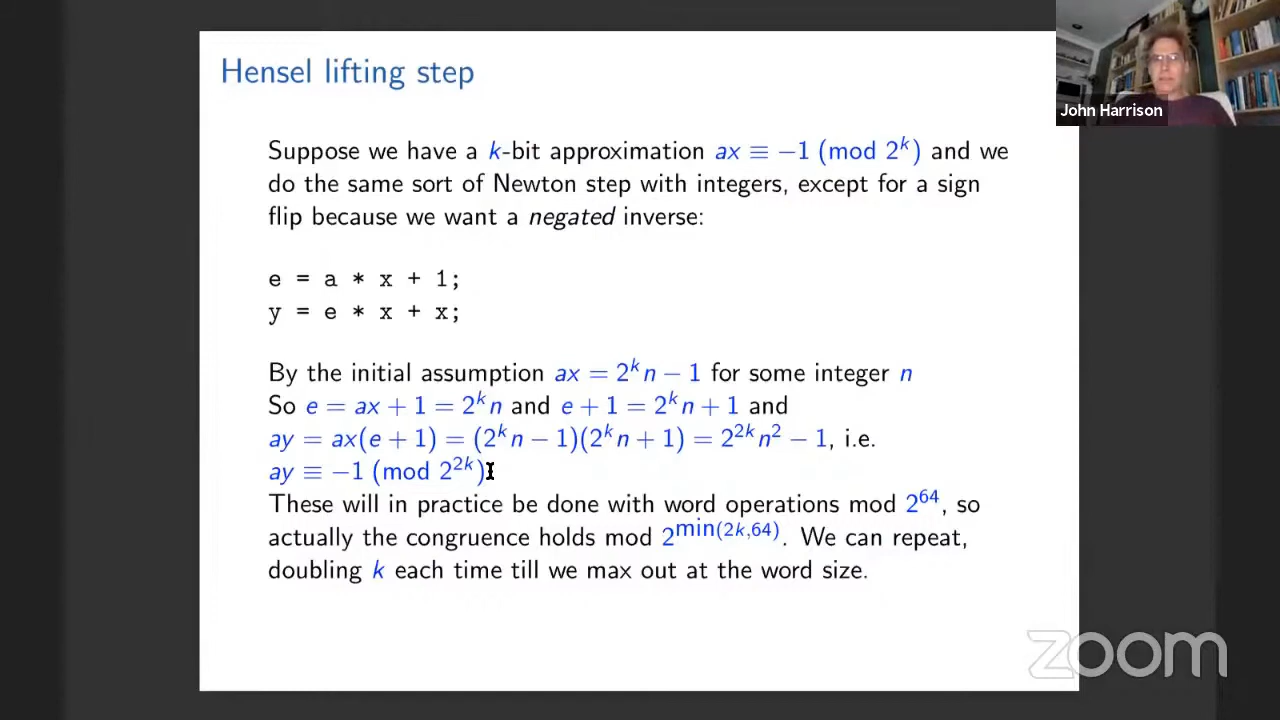 Hensel lifting step
John Harrison
Suppose we have a k-bit approximation ax ≡ −1 (mod 2^k) and we
do the same sort of Newton step with integers, except for a sign
flip because we want a negated inverse:
e = a * x + 1;
y = e * x + x;
By the initial assumption ax = 2^k n − 1 for some integer n
So e = ax + 1 = 2^k n and e + 1 = 2^k n + 1 and
ay = ax(e + 1) = (2^k n − 1)(2^k n + 1) = 2^{2k} n^2 − 1, i.e.
ay ≡ −1 (mod 2^{2k})
These will in practice be done with word operations mod 2^{64}, so
actually the congruence holds mod 2^{min(2k,64)}. We can repeat,
doubling k each time till we max out at the word size.
zoom